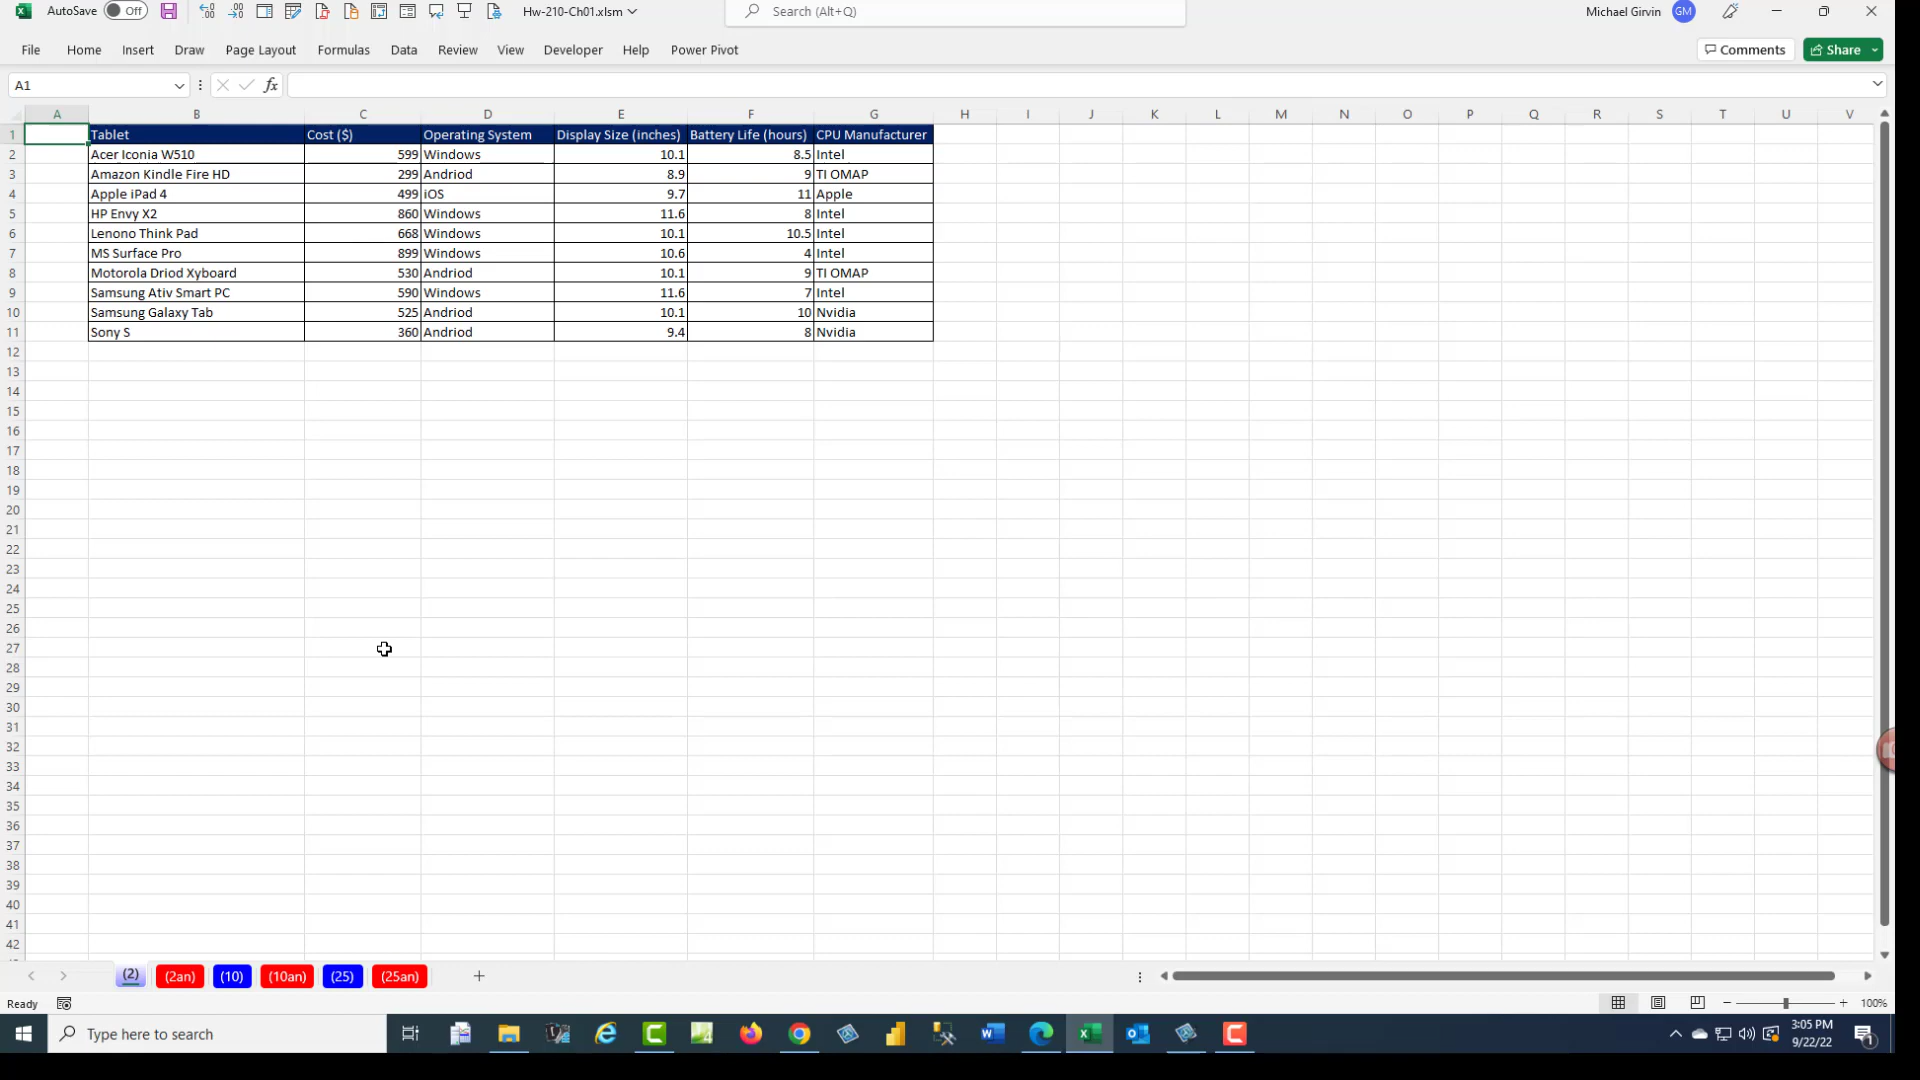 AutoSave Off Hw-210-Ch01.xlsm Search (Alt+Q) Michael Girvin GM
File Home Insert Draw Page Layout Formulas Data Review View Developer Help Power Pivot Comments Share
A1 fx
A B C D E F G H I J K L M N O P Q R S T U V
1 Tablet Cost ($) Operating System Display Size (inches) Battery Life (hours) CPU Manufacturer
2 Acer Iconia W510 599 Windows 10.1 8.5 Intel
3 Amazon Kindle Fire HD 299 Andriod 8.9 9 TI OMAP
4 Apple iPad 4 499 iOS 9.7 11 Apple
5 HP Envy X2 860 Windows 11.6 8 Intel
6 Lenono Think Pad 668 Windows 10.1 10.5 Intel
7 MS Surface Pro 899 Windows 10.6 4 Intel
8 Motorola Driod Xyboard 530 Andriod 10.1 9 TI OMAP
9 Samsung Ativ Smart PC 590 Windows 11.6 7 Intel
10 Samsung Galaxy Tab 525 Andriod 10.1 10 Nvidia
11 Sony S 360 Andriod 9.4 8 Nvidia
12
13
14
15
16
17
18
19
20
21
22
23
24
25
26
27
28
29
30
31
32
33
34
35
36
37
38
39
40
41
42
(2) (2an) (10) (10an) (25) (25an)
Ready 100%
Type here to search 3:05 PM
9/22/22